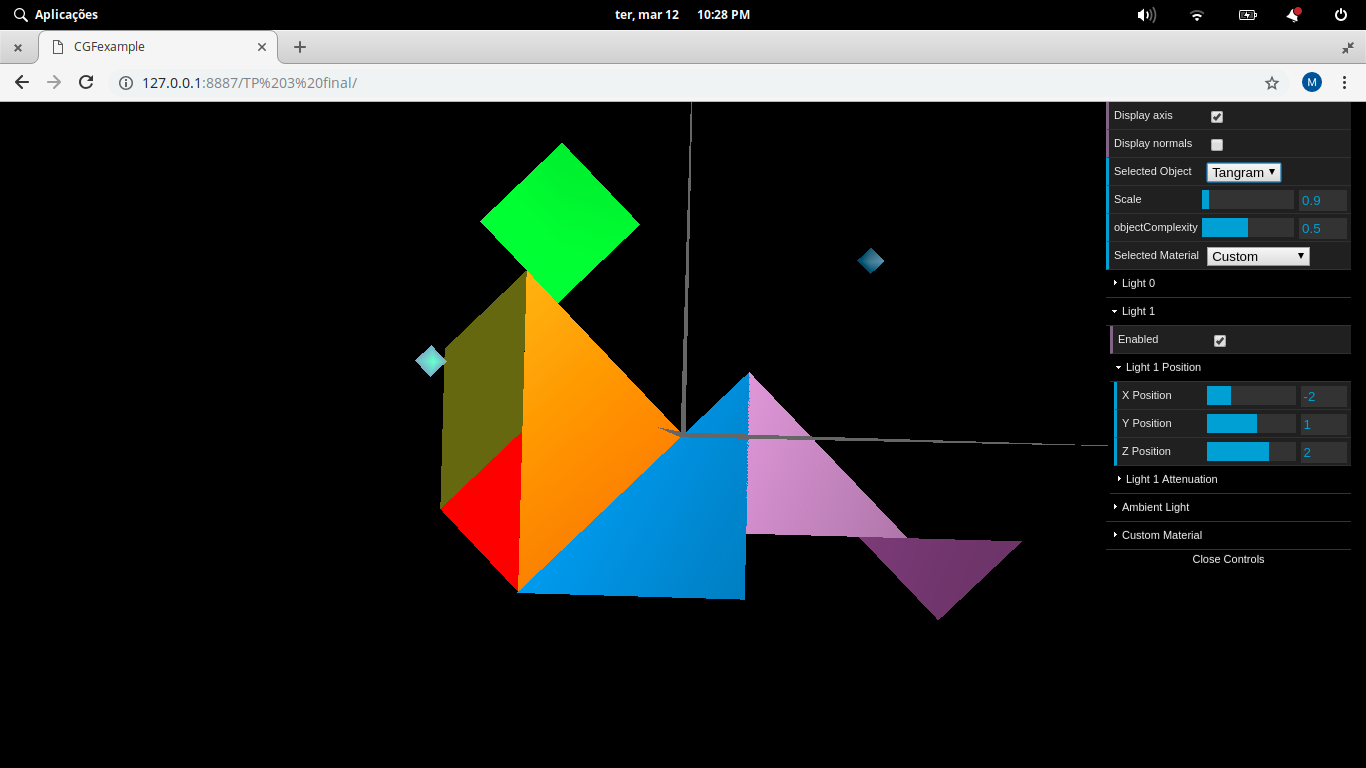 Aplicações ter, mar 12 10:28 PM
CGFexample
127.0.0.1:8887/TP%203%20final/
M
Display axis
Display normals
Selected Object Tangram
Scale 0.9
objectComplexity 0.5
Selected Material Custom
Light 0
Light 1
Enabled
Light 1 Position
X Position -2
Y Position 1
Z Position 2
Light 1 Attenuation
Ambient Light
Custom Material
Close Controls